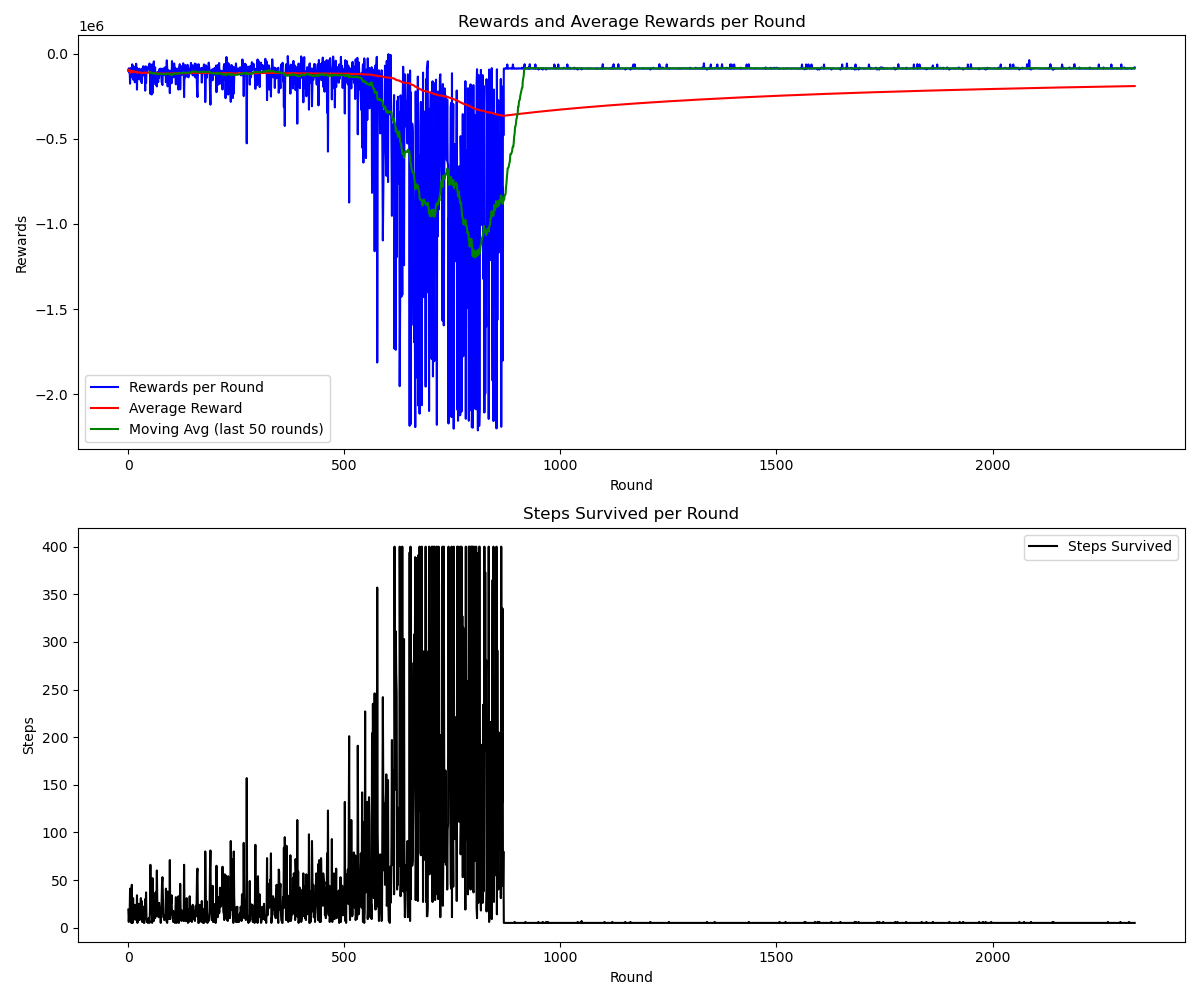 Rewards and Average Rewards per Round
1e6
0.0
−0.5
−1.0
−1.5
−2.0
Rewards
Rewards per Round
Average Reward
Moving Avg (last 50 rounds)
0 500 1000 1500 2000
Round
Steps Survived per Round
400
350
300
250
200
150
100
50
0
Steps
Steps Survived
0 500 1000 1500 2000
Round